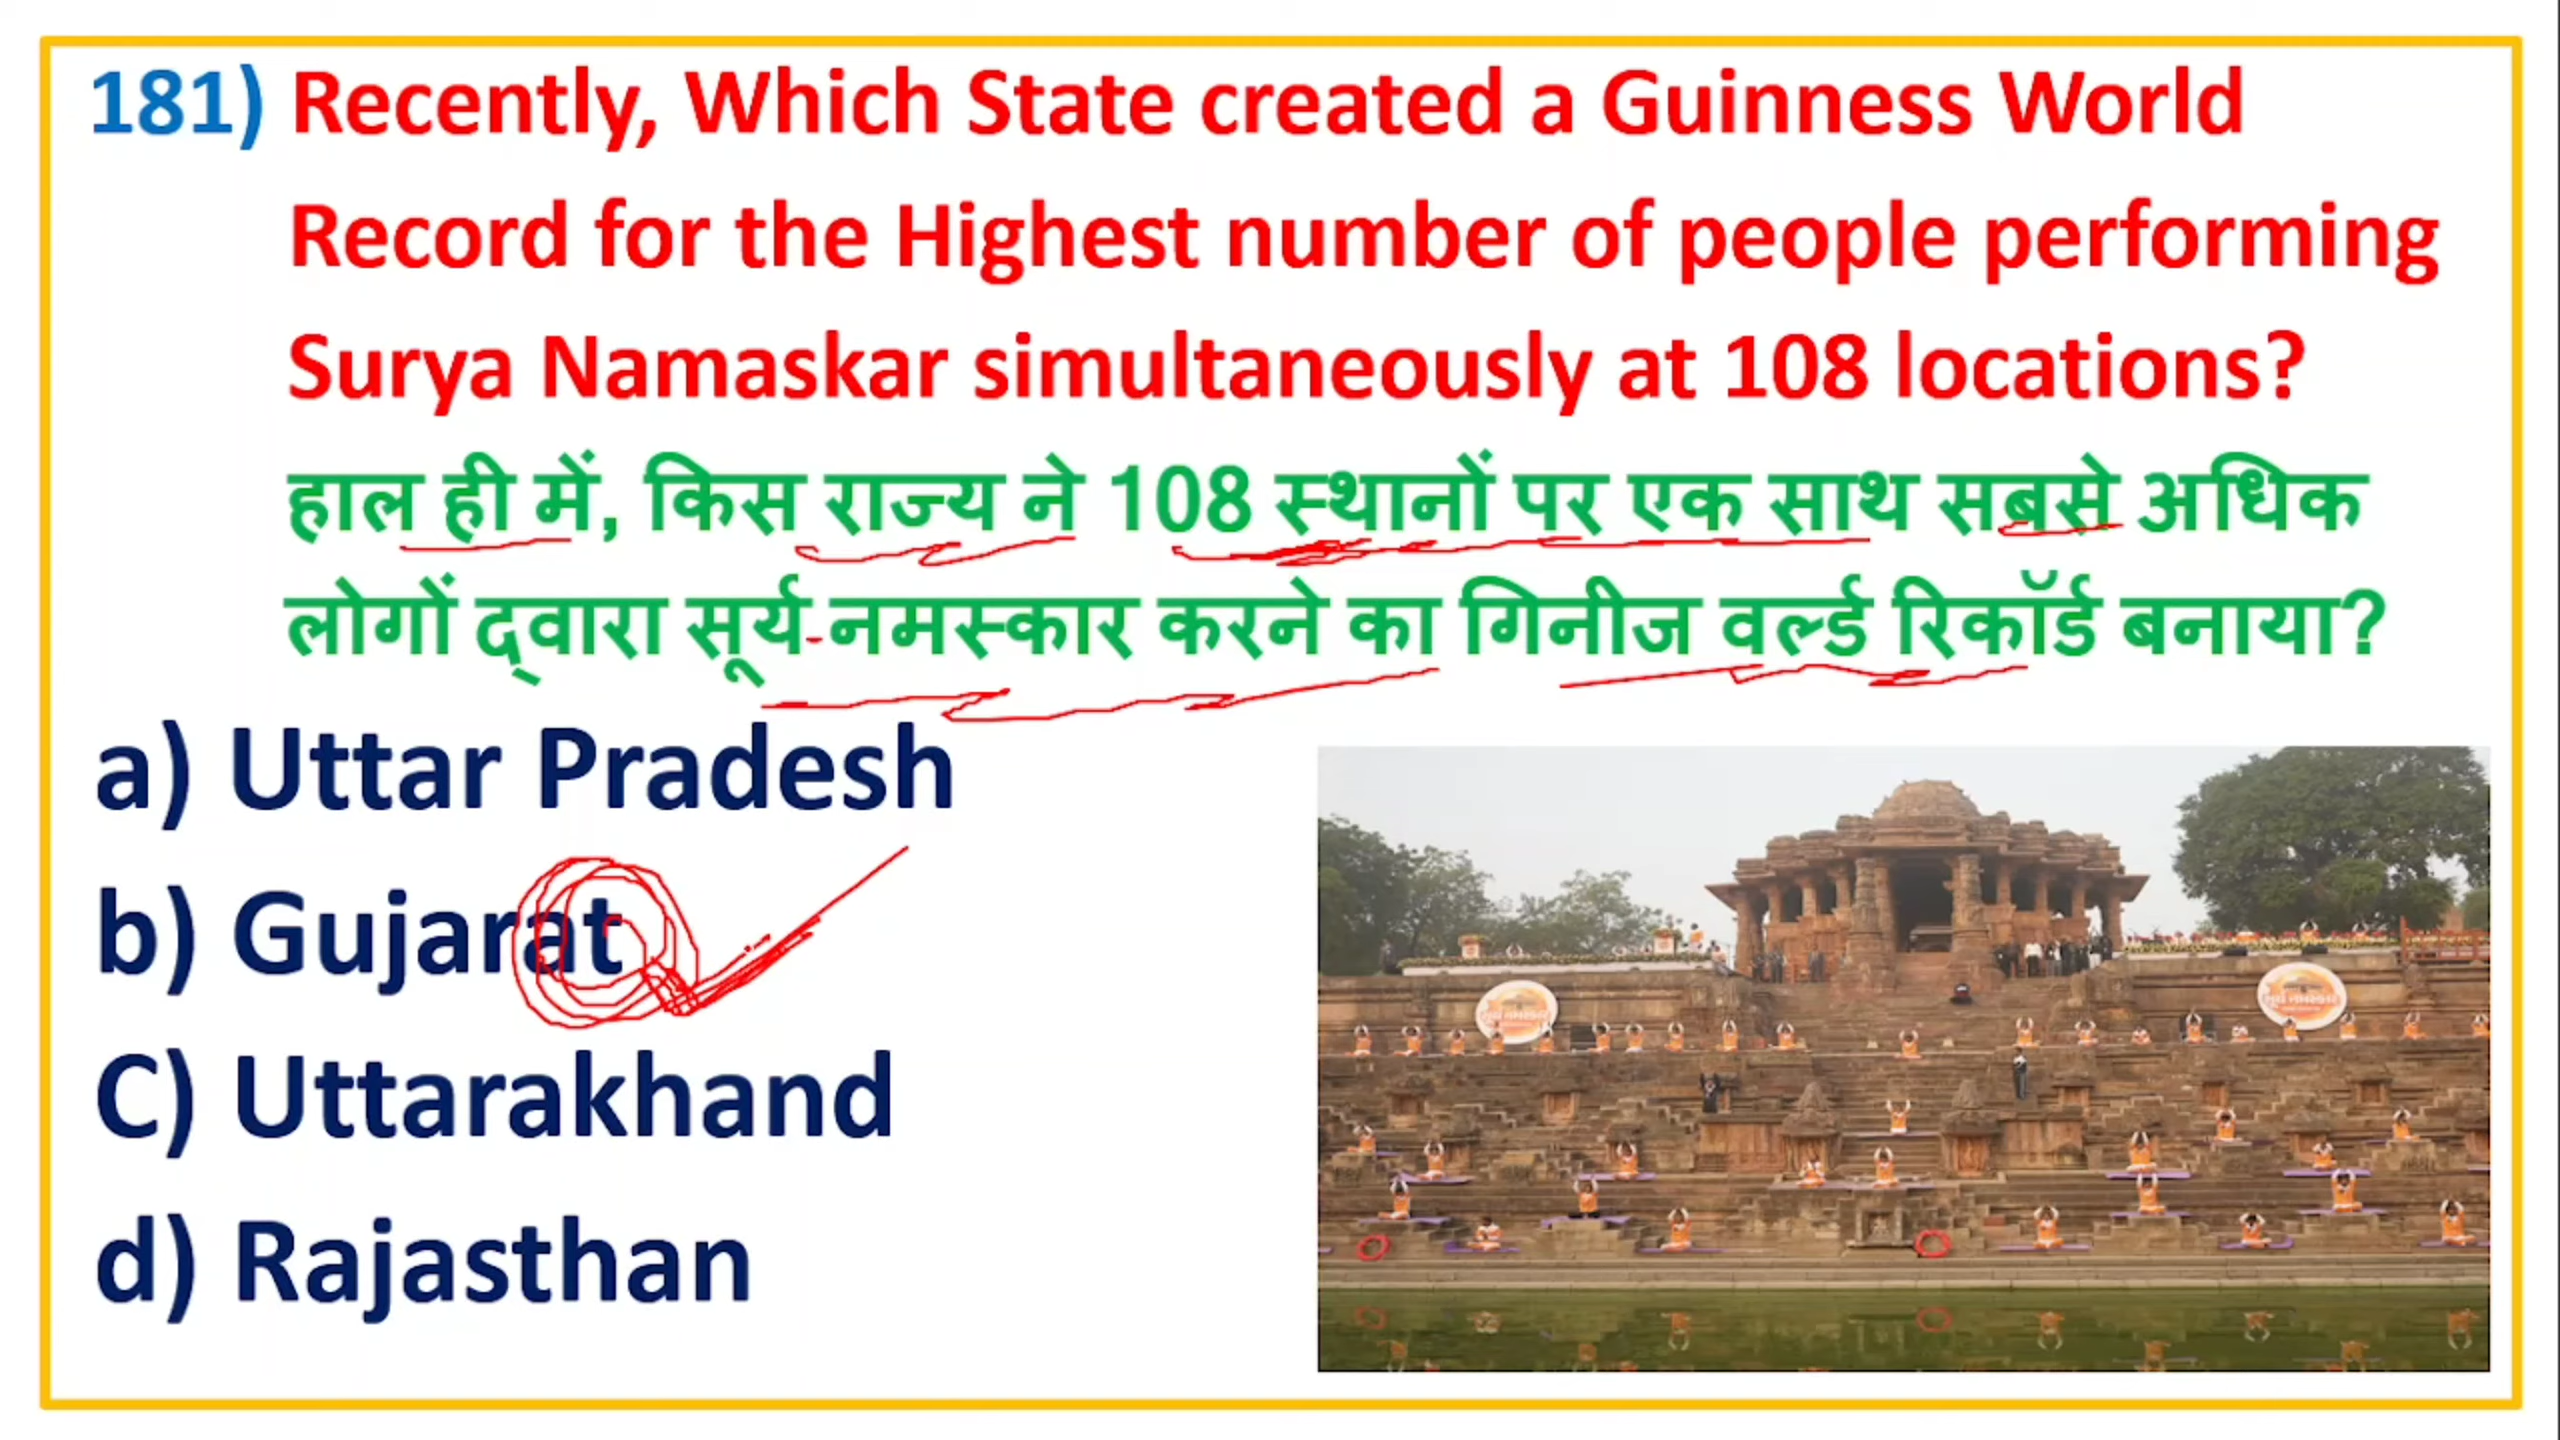 181) Recently, Which State created a Guinness World
Record for the Highest number of people performing
Surya Namaskar simultaneously at 108 locations?
हाल ही में, किस राज्य ने 108 स्थानों पर एक साथ सबसे अधिक
लोगों द्वारा सूर्य-नमस्कार करने का गिनीज वर्ल्ड रिकॉर्ड बनाया?
a) Uttar Pradesh
b) Gujarat
C) Uttarakhand
d) Rajasthan